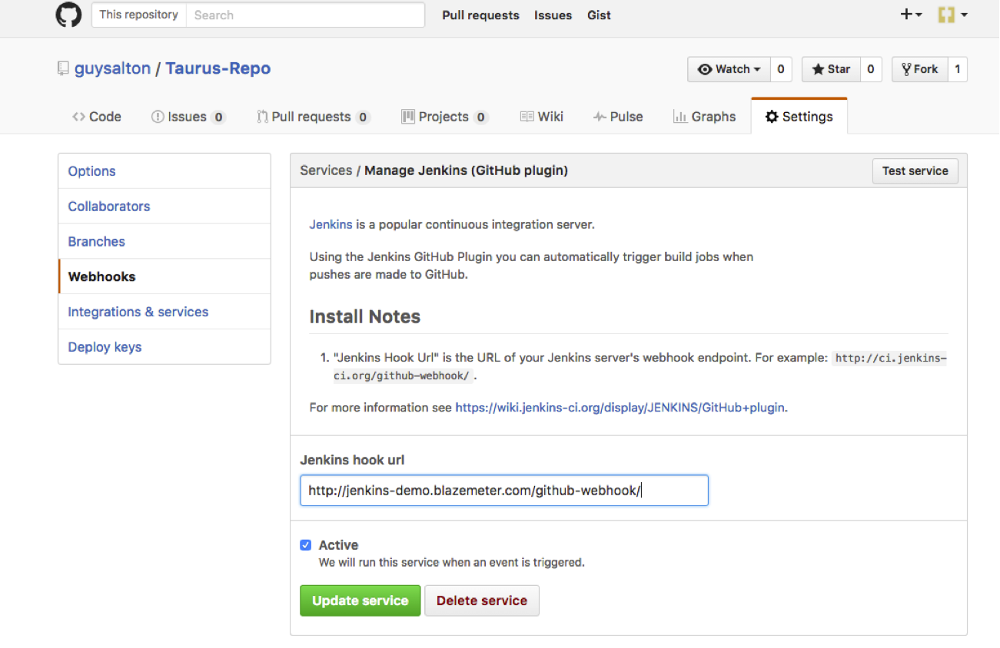 This repository Search Pull requests Issues Gist
guysalton / Taurus-Repo Watch 0 Star 0 Fork 1
Code Issues 0 Pull requests 0 Projects 0 Wiki Pulse Graphs Settings
Options
Collaborators
Branches
Webhooks
Integrations & services
Deploy keys
Services / Manage Jenkins (GitHub plugin) Test service
Jenkins is a popular continuous integration server.
Using the Jenkins GitHub Plugin you can automatically trigger build jobs when
pushes are made to GitHub.
Install Notes
1. "Jenkins Hook Url" is the URL of your Jenkins server's webhook endpoint. For example: http://ci.jenkins-
ci.org/github-webhook/ .
For more information see https://wiki.jenkins-ci.org/display/JENKINS/GitHub+plugin.
Jenkins hook url
http://jenkins-demo.blazemeter.com/github-webhook/
Active
We will run this service when an event is triggered.
Update service Delete service